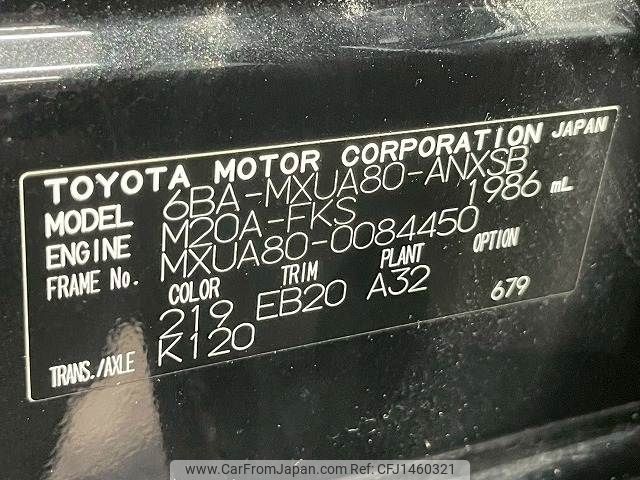 TOYOTA MOTOR CORPORATION JAPAN
MODEL 6BA-MXUA80-ANXSB
ENGINE M20A-FKS 1986 mL
FRAME No. MXUA80-0084450
COLOR TRIM PLANT OPTION
219 EB20 A32 679
TRANS./AXLE K120
www.CarFromJapan.com | Ref No: CFJ1460321